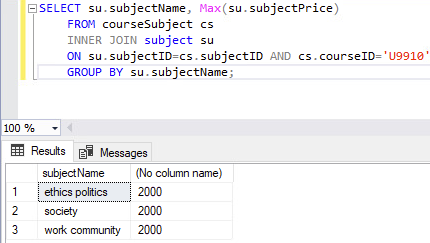 SELECT su.subjectName, Max(su.subjectPrice)
FROM courseSubject cs
INNER JOIN subject su
ON su.subjectID=cs.subjectID AND cs.courseID='U9910'
GROUP BY su.subjectName;
100 %
Results Messages
subjectName (No column name)
1 ethics politics 2000
2 society 2000
3 work community 2000